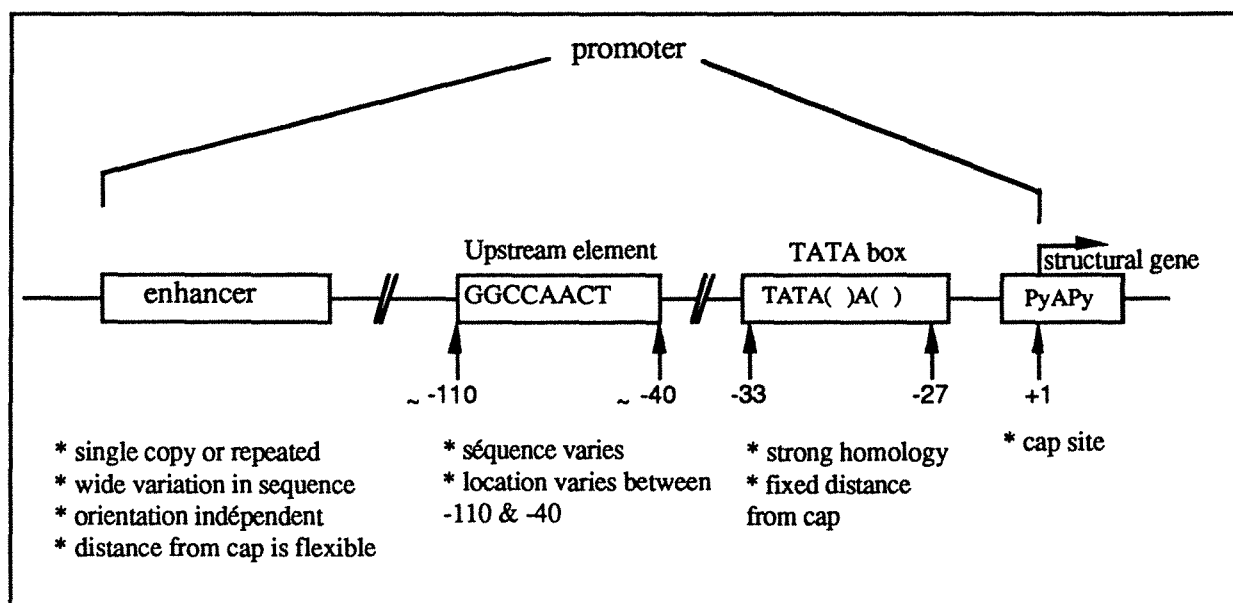 promoter
Upstream element
TATA box
structural gene
enhancer
GGCCAACT
TATA( )A( )
PyAPy
~ -110
~ -40
-33
-27
+1
* single copy or repeated
* wide variation in sequence
* orientation indépendent
* distance from cap is flexible
* séquence varies
* location varies between
-110 & -40
* strong homology
* fixed distance
from cap
* cap site